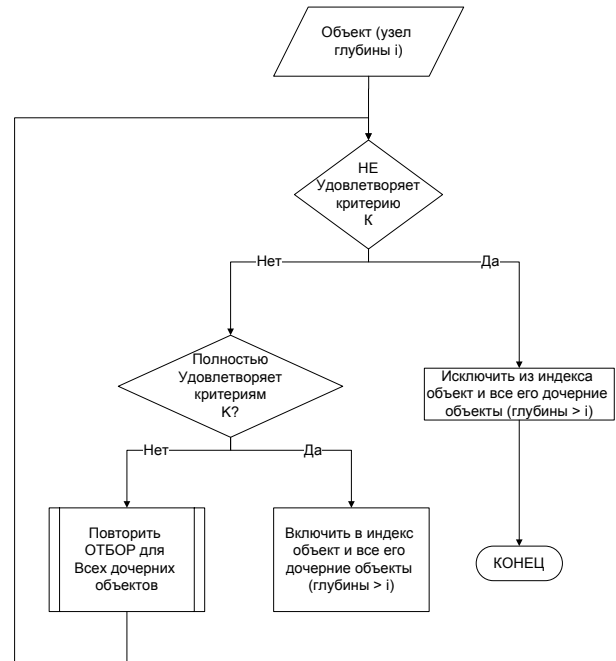 Объект (узел
глубины i)
НЕ
Удовлетворяет
критерию
К
Нет
Да
Полностью
Удовлетворяет
критериям
К?
Исключить из индекса
объект и все его дочерние
объекты (глубины > i)
Нет
Да
Повторить
ОТБОР для
Всех дочерних
объектов
Включить в индекс
объект и все его
дочерние объекты
(глубины > i)
КОНЕЦ